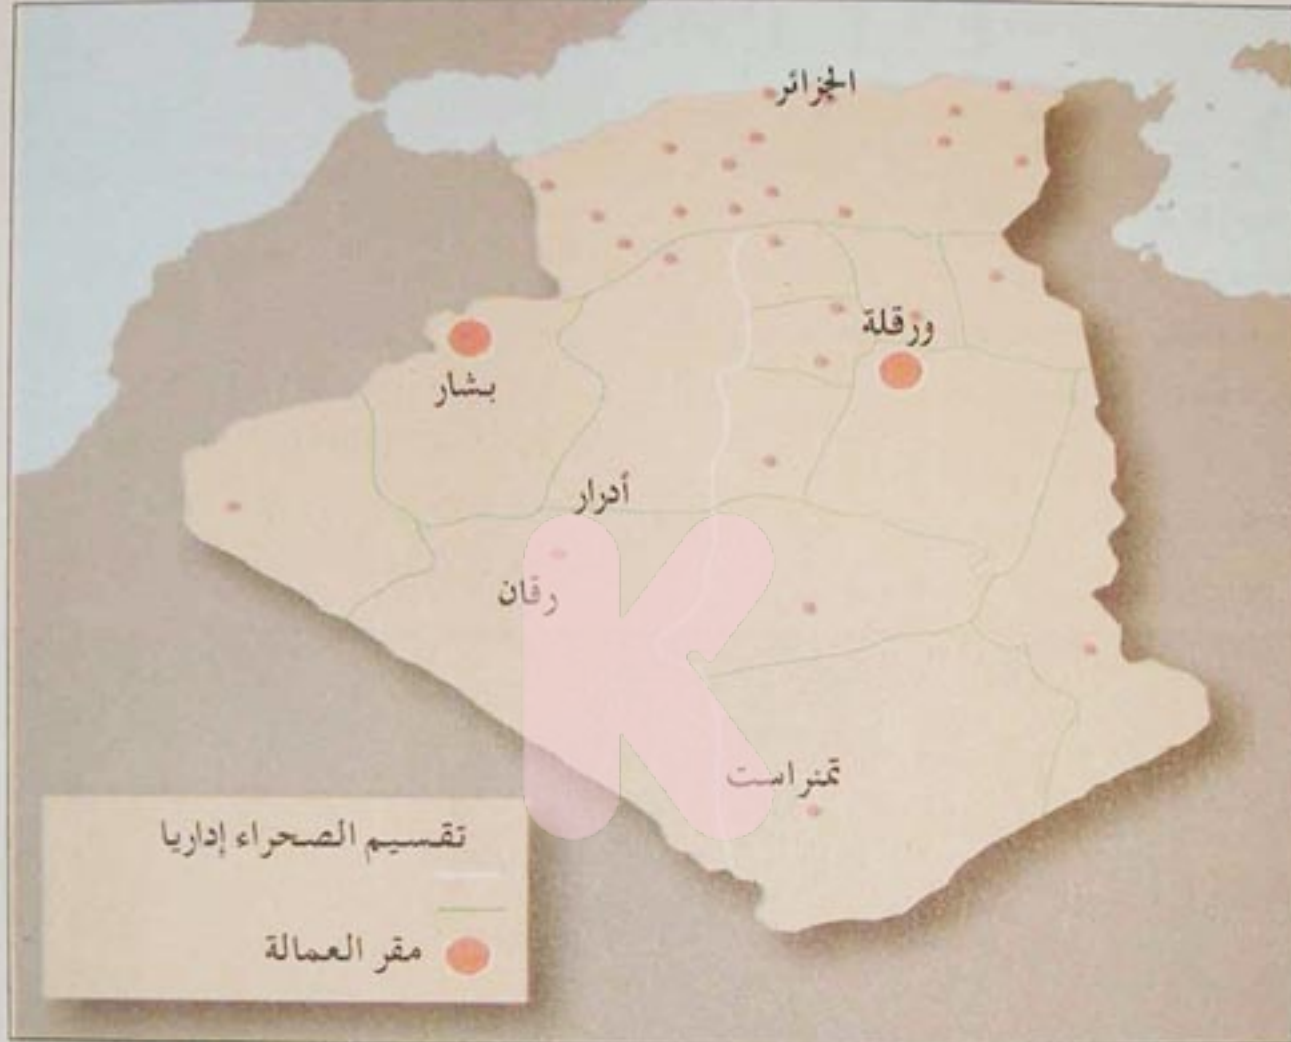 الجزائر
ورقلة
بشار
أدرار
رقان
تمنراست
تقسيم الصحراء إداريا
مقر العمالة
K